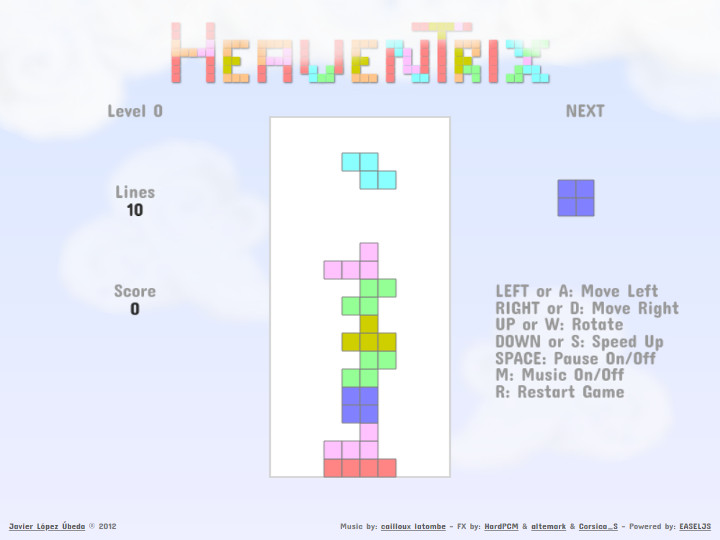 HEAVENTRIX
Level 0
NEXT
Lines
10
Score
0
LEFT or A: Move Left
RIGHT or D: Move Right
UP or W: Rotate
DOWN or S: Speed Up
SPACE: Pause On/Off
M: Music On/Off
R: Restart Game
Javier López Úbeda © 2012
Music by: cailloux latombe - FX by: HardPCM & altemark & Corsica_S - Powered by: EASELJS